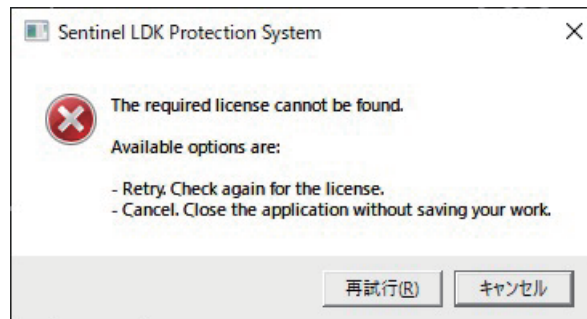 Sentinel LDK Protection System
The required license cannot be found.
Available options are:
- Retry. Check again for the license.
- Cancel. Close the application without saving your work.
再試行(R)
キャンセル